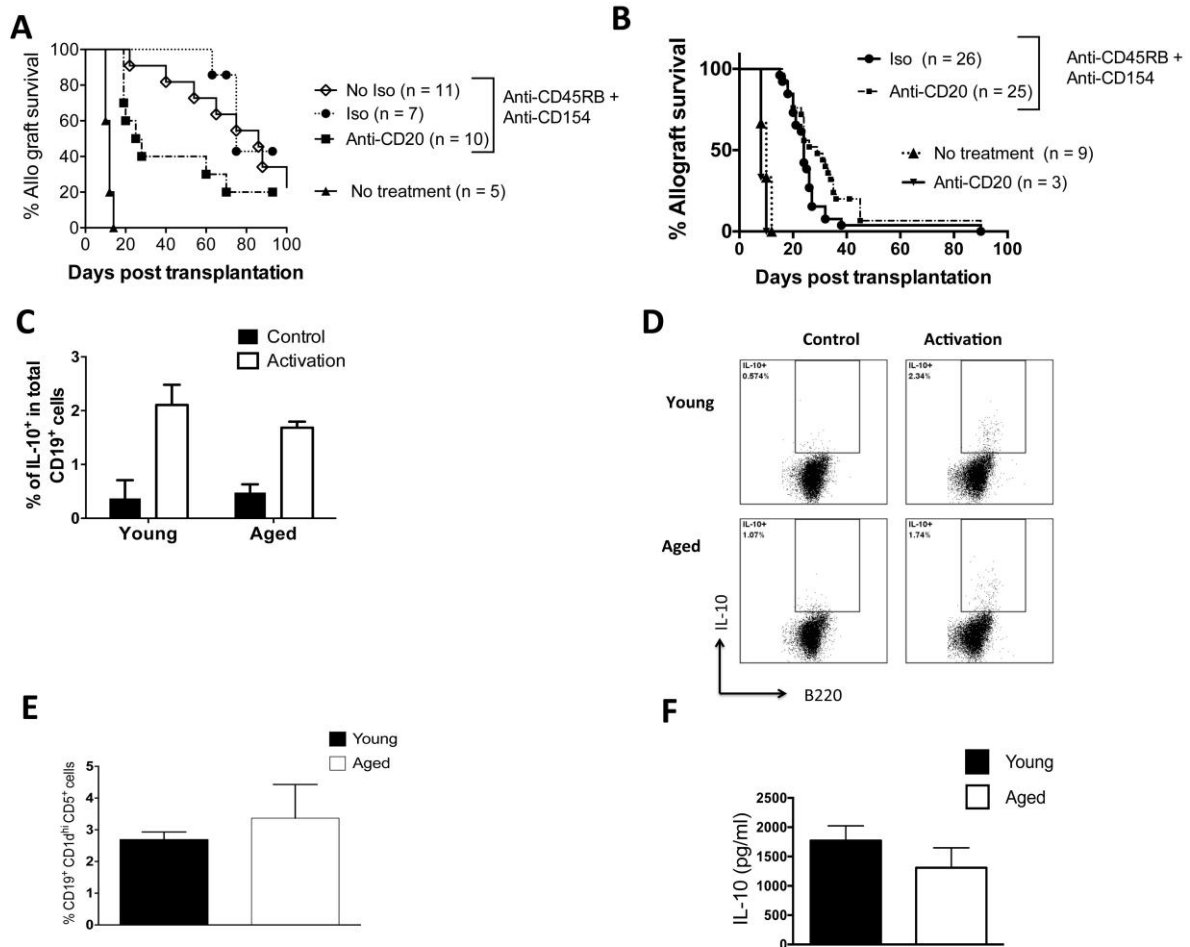 A
% Allo graft survival
100
80
60
40
20
0
0 20 40 60 80 100
Days post transplantation
No Iso (n = 11)
Iso (n = 7)
Anti-CD20 (n = 10)
Anti-CD45RB +
Anti-CD154
No treatment (n = 5)
B
% Allograft survival
100
50
0
0 20 40 60 80 100
Days post transplantation
Iso (n = 26)
Anti-CD20 (n = 25)
Anti-CD45RB +
Anti-CD154
No treatment (n = 9)
Anti-CD20 (n = 3)
C
Control
Activation
% of IL-10+ in total
CD19+ cells
3
2
1
0
Young Aged
D
Control Activation
Young
IL-10+
0.574%
IL-10+
2.34%
Aged
IL-10+
1.07%
IL-10+
1.74%
IL-10
B220
E
Young
Aged
% CD19+ CD1dhi CD5+ cells
5
4
3
2
1
0
F
Young
Aged
IL-10 (pg/ml)
2500
2000
1500
1000
500
0